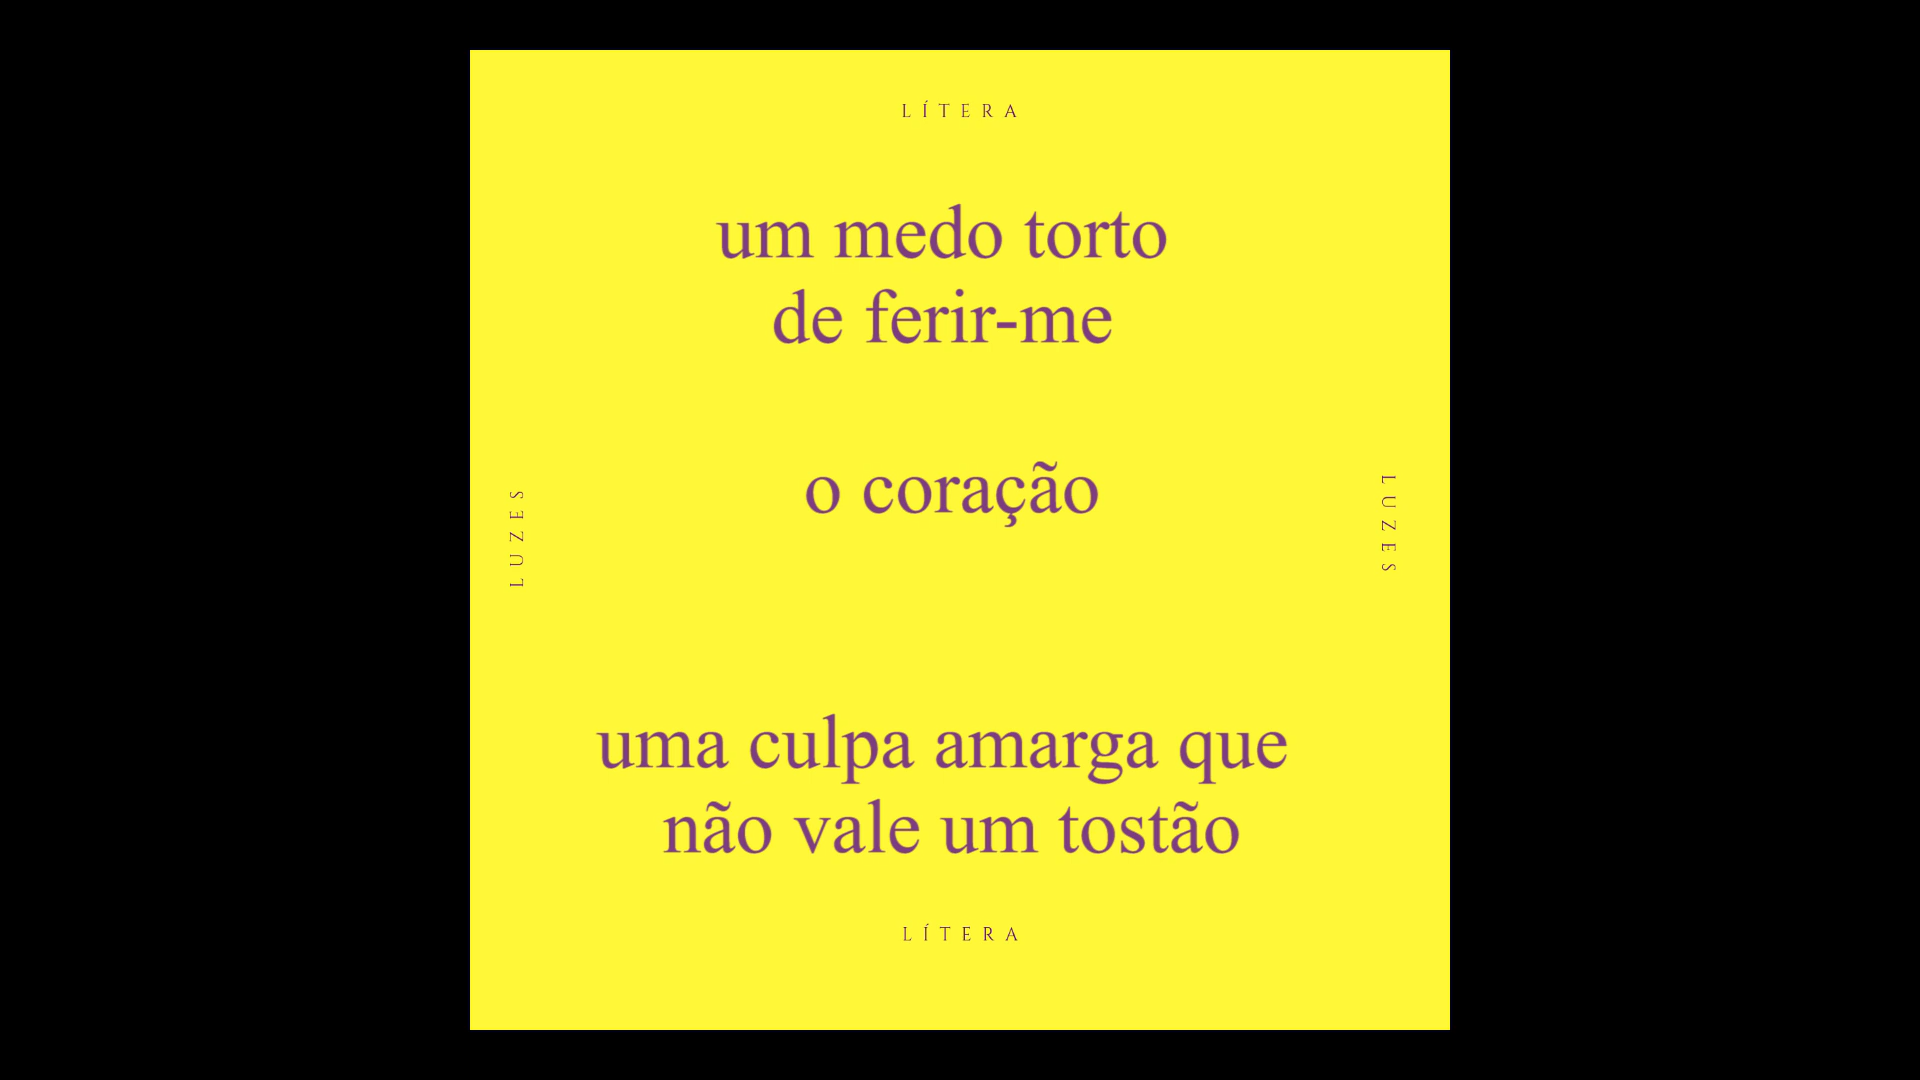 LÍTERA
um medo torto
de ferir-me
o coração
LUZES
LUZES
uma culpa amarga que
não vale um tostão
LÍTERA